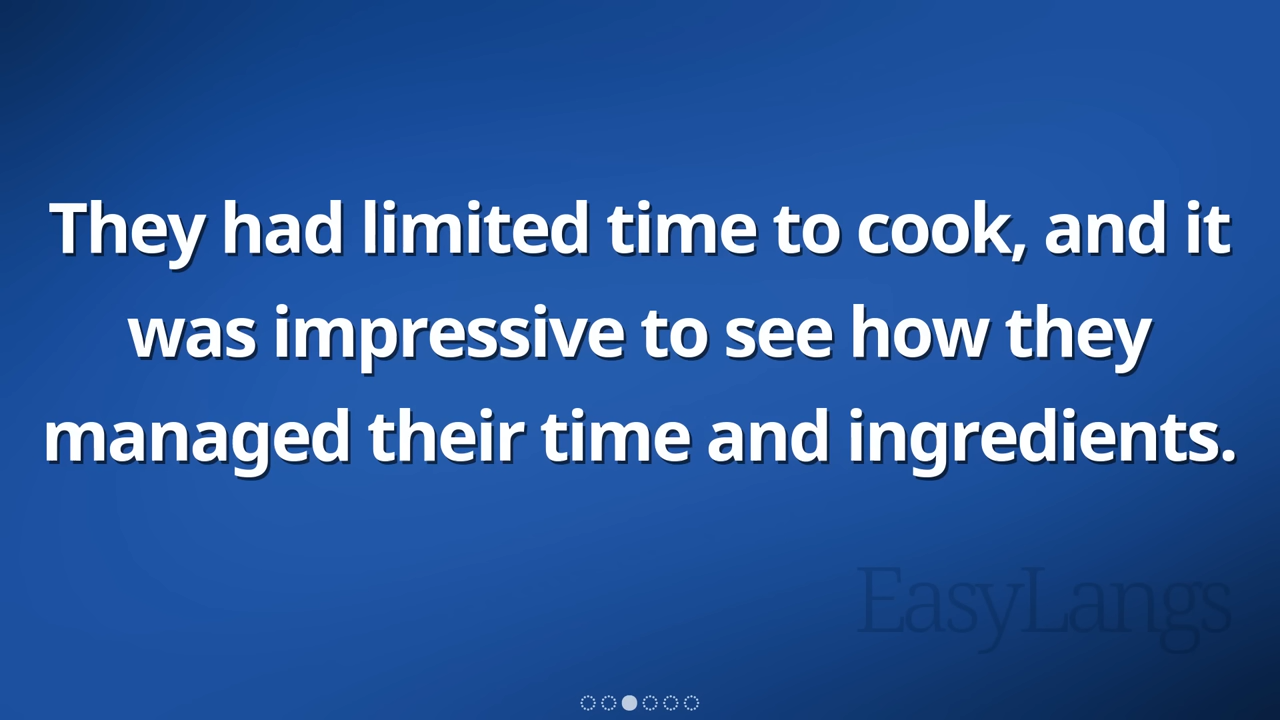 They had limited time to cook, and it
was impressive to see how they
managed their time and ingredients.
EasyLangs